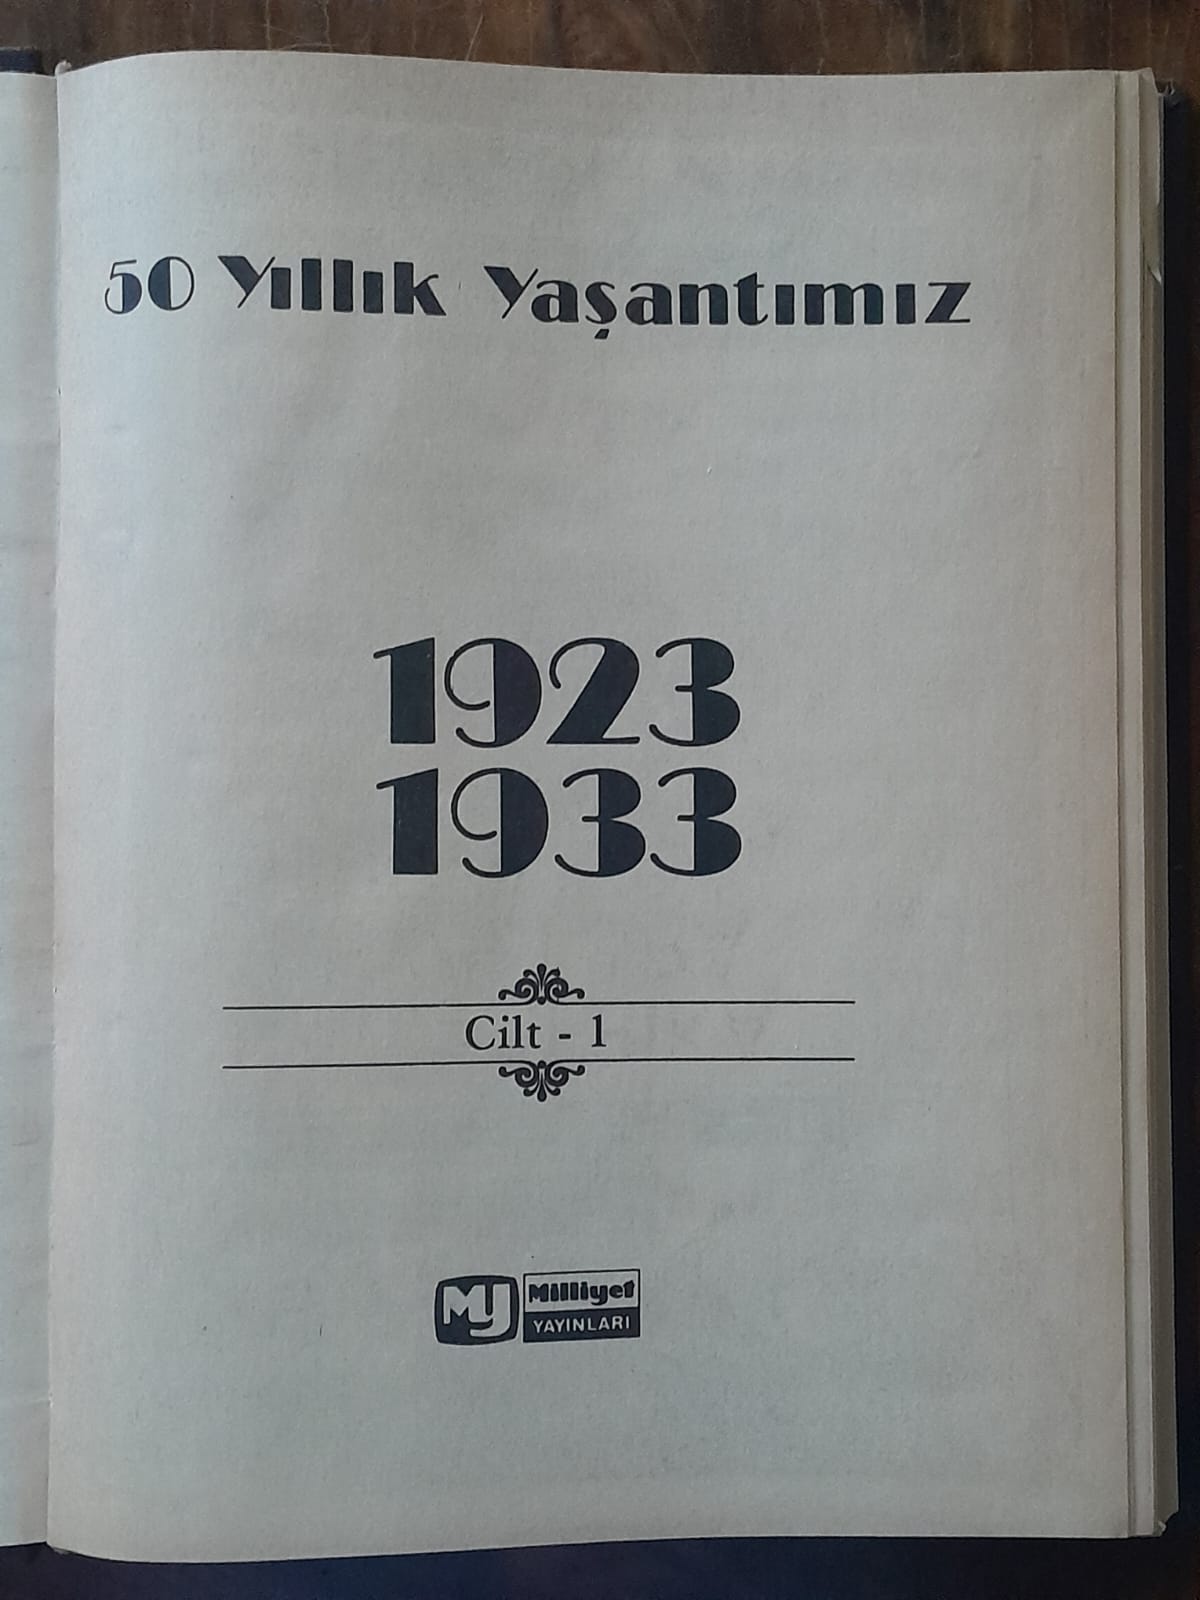 50 Yıllık Yaşantımız
1923
1933
Cilt - 1
MY Milliyet
YAYINLARI